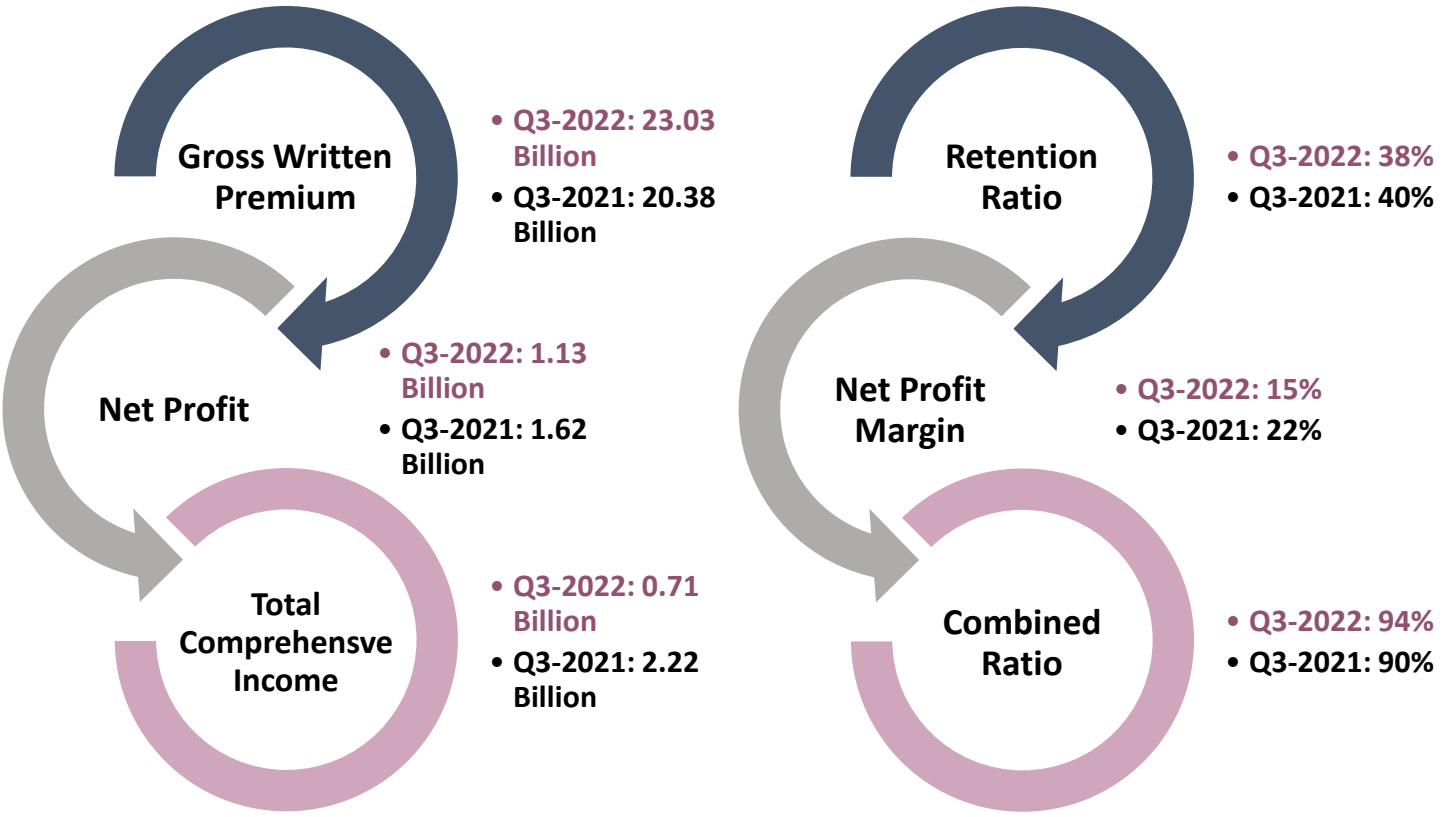 Gross Written
Premium
• Q3-2022: 23.03
Billion
• Q3-2021: 20.38
Billion
Net Profit
• Q3-2022: 1.13
Billion
• Q3-2021: 1.62
Billion
Total
Comprehensve
Income
• Q3-2022: 0.71
Billion
• Q3-2021: 2.22
Billion
Retention
Ratio
• Q3-2022: 38%
• Q3-2021: 40%
Net Profit
Margin
• Q3-2022: 15%
• Q3-2021: 22%
Combined
Ratio
• Q3-2022: 94%
• Q3-2021: 90%